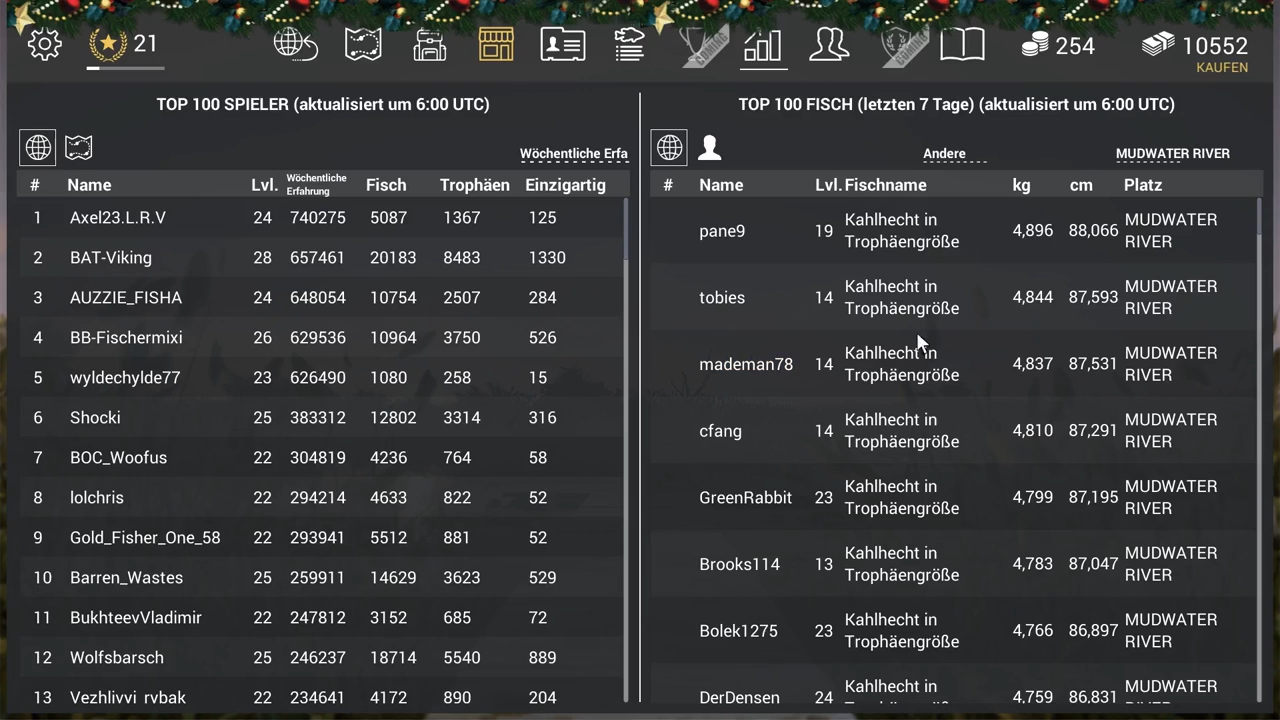 21
COMING
COMING
254
10552
KAUFEN
TOP 100 SPIELER (aktualisiert um 6:00 UTC)
Wöchentliche Erfa
# Name Lvl. Wöchentliche Erfahrung Fisch Trophäen Einzigartig
1 Axel23.L.R.V 24 740275 5087 1367 125
2 BAT-Viking 28 657461 20183 8483 1330
3 AUZZIE_FISHA 24 648054 10754 2507 284
4 BB-Fischermixi 26 629536 10964 3750 526
5 wyldechylde77 23 626490 1080 258 15
6 Shocki 25 383312 12802 3314 316
7 BOC_Woofus 22 304819 4236 764 58
8 lolchris 22 294214 4633 822 52
9 Gold_Fisher_One_58 22 293941 5512 881 52
10 Barren_Wastes 25 259911 14629 3623 529
11 BukhteevVladimir 22 247812 3152 685 72
12 Wolfsbarsch 25 246237 18714 5540 889
13 Vezhlivvi rvbak 22 234641 4172 890 204
TOP 100 FISCH (letzten 7 Tage) (aktualisiert um 6:00 UTC)
Andere MUDWATER RIVER
# Name Lvl. Fischname kg cm Platz
pane9 19 Kahlhecht in Trophäengröße 4,896 88,066 MUDWATER RIVER
tobies 14 Kahlhecht in Trophäengröße 4,844 87,593 MUDWATER RIVER
mademan78 14 Kahlhecht in Trophäengröße 4,837 87,531 MUDWATER RIVER
cfang 14 Kahlhecht in Trophäengröße 4,810 87,291 MUDWATER RIVER
GreenRabbit 23 Kahlhecht in Trophäengröße 4,799 87,195 MUDWATER RIVER
Brooks114 13 Kahlhecht in Trophäengröße 4,783 87,047 MUDWATER RIVER
Bolek1275 23 Kahlhecht in Trophäengröße 4,766 86,897 MUDWATER RIVER
DerDensen 24 Kahlhecht in 4,759 86,831 MUDWATER